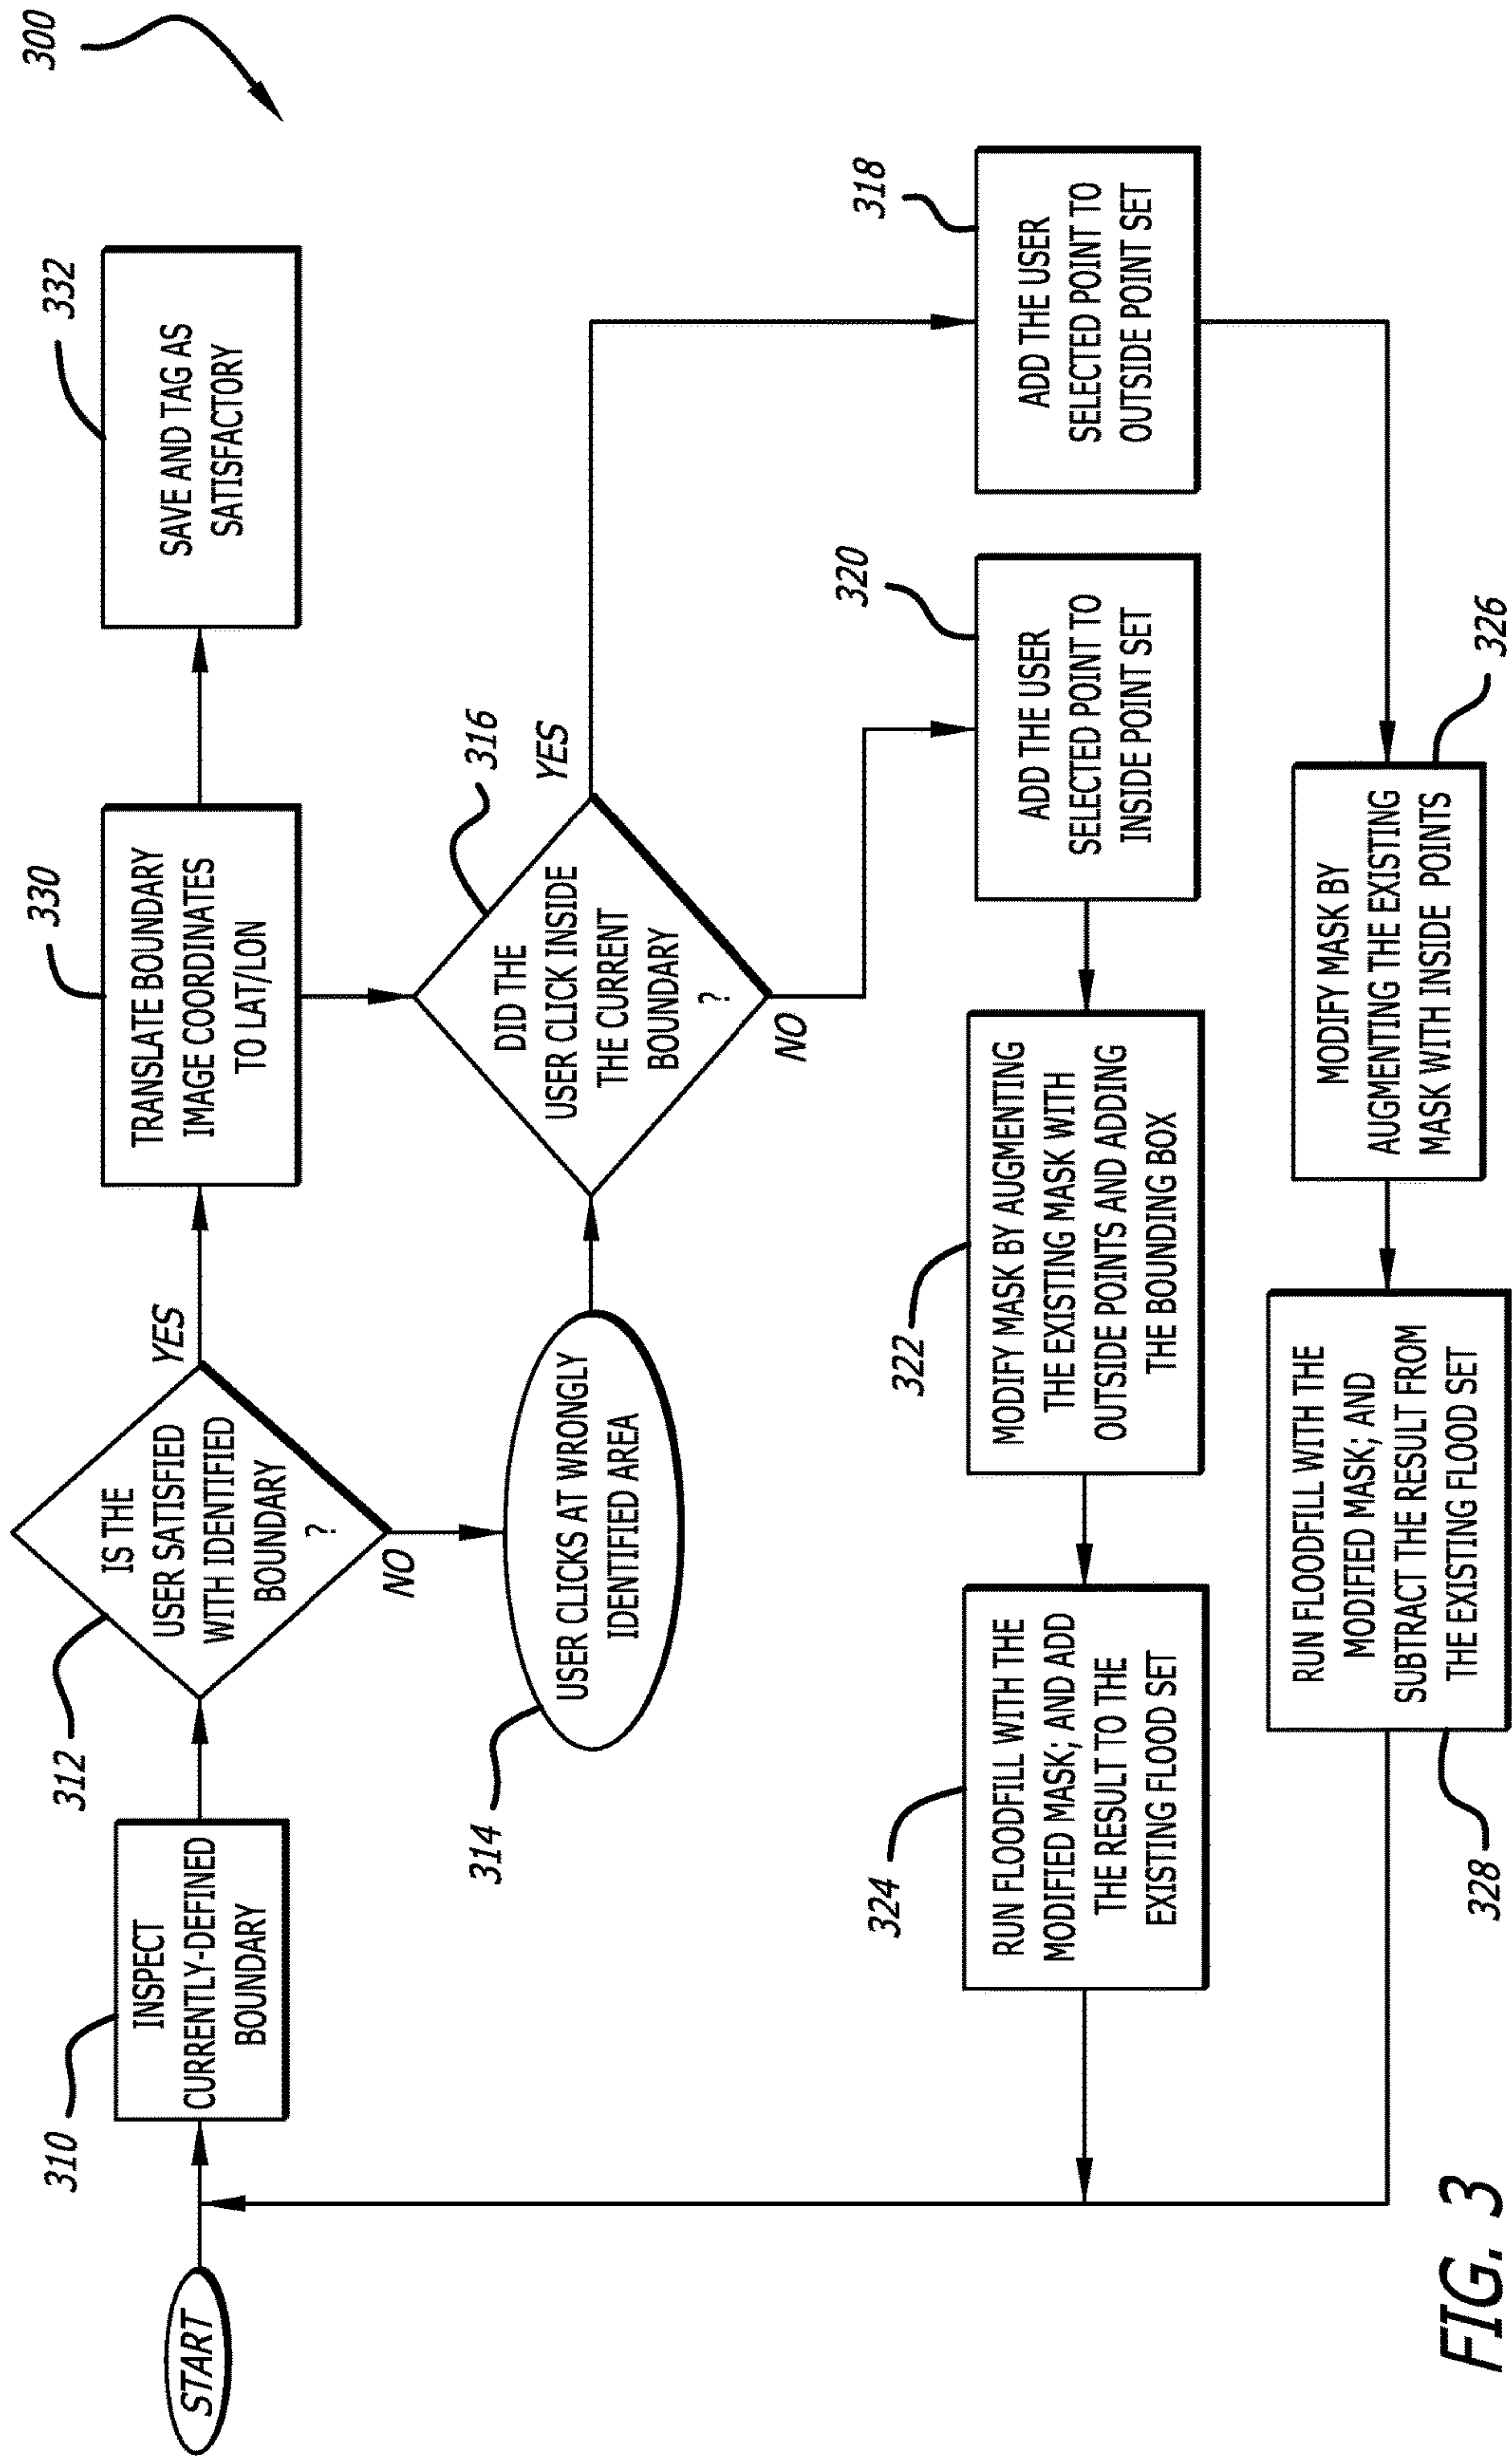 300
START
310
INSPECT
CURRENTLY-DEFINED
BOUNDARY
312
IS THE
USER SATISFIED
WITH IDENTIFIED
BOUNDARY
?
YES
NO
330
TRANSLATE BOUNDARY
IMAGE COORDINATES
TO LAT/LON
332
SAVE AND TAG AS
SATISFACTORY
314
USER CLICKS AT WRONGLY
IDENTIFIED AREA
316
DID THE
USER CLICK INSIDE
THE CURRENT
BOUNDARY
?
YES
NO
318
ADD THE USER
SELECTED POINT TO
OUTSIDE POINT SET
320
ADD THE USER
SELECTED POINT TO
INSIDE POINT SET
322
MODIFY MASK BY AUGMENTING
THE EXISTING MASK WITH
OUTSIDE POINTS AND ADDING
THE BOUNDING BOX
324
RUN FLOODFILL WITH THE
MODIFIED MASK; AND ADD
THE RESULT TO THE
EXISTING FLOOD SET
326
MODIFY MASK BY
AUGMENTING THE EXISTING
MASK WITH INSIDE POINTS
328
RUN FLOODFILL WITH THE
MODIFIED MASK; AND
SUBTRACT THE RESULT FROM
THE EXISTING FLOOD SET
FIG. 3